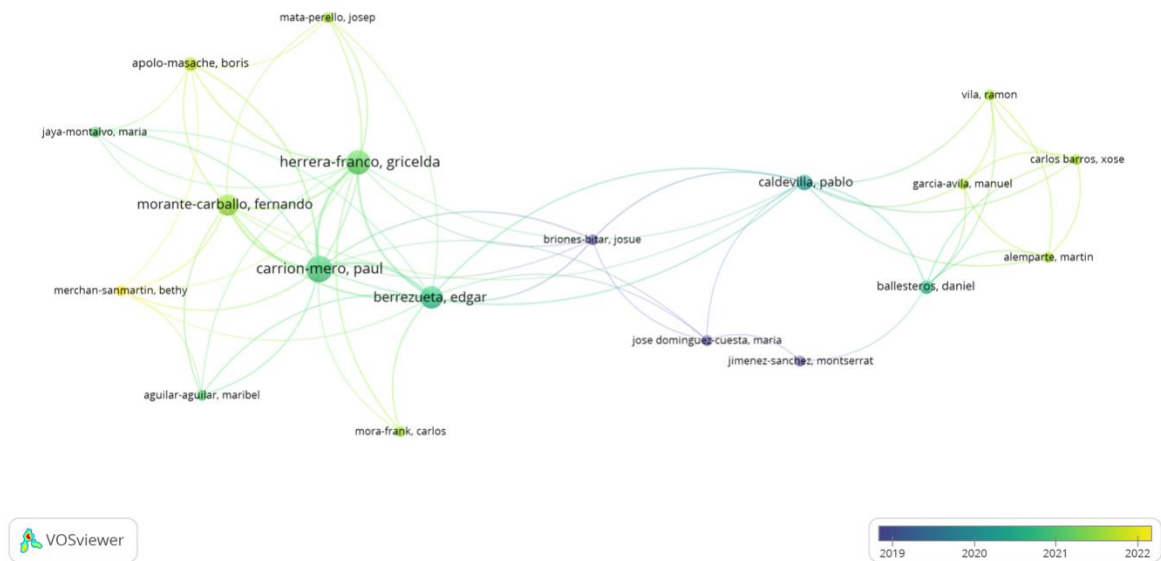 mata-perello, josep
apolo-masache, boris
vila, ramon
jaya-montalvo, maria
herrera-franco, gricelda
carlos barros, xose
caldevilla, pablo
garcia-avila, manuel
morante-carballo, fernando
briones-bitar, josue
alemparte, martin
carrion-mero, paul
merchan-sanmartin, bethy
berrezueta, edgar
ballesteros, daniel
jose dominguez-cuesta, maria
jimenez-sanchez, montserrat
aguilar-aguilar, maribel
mora-frank, carlos
VOSviewer
2019 2020 2021 2022